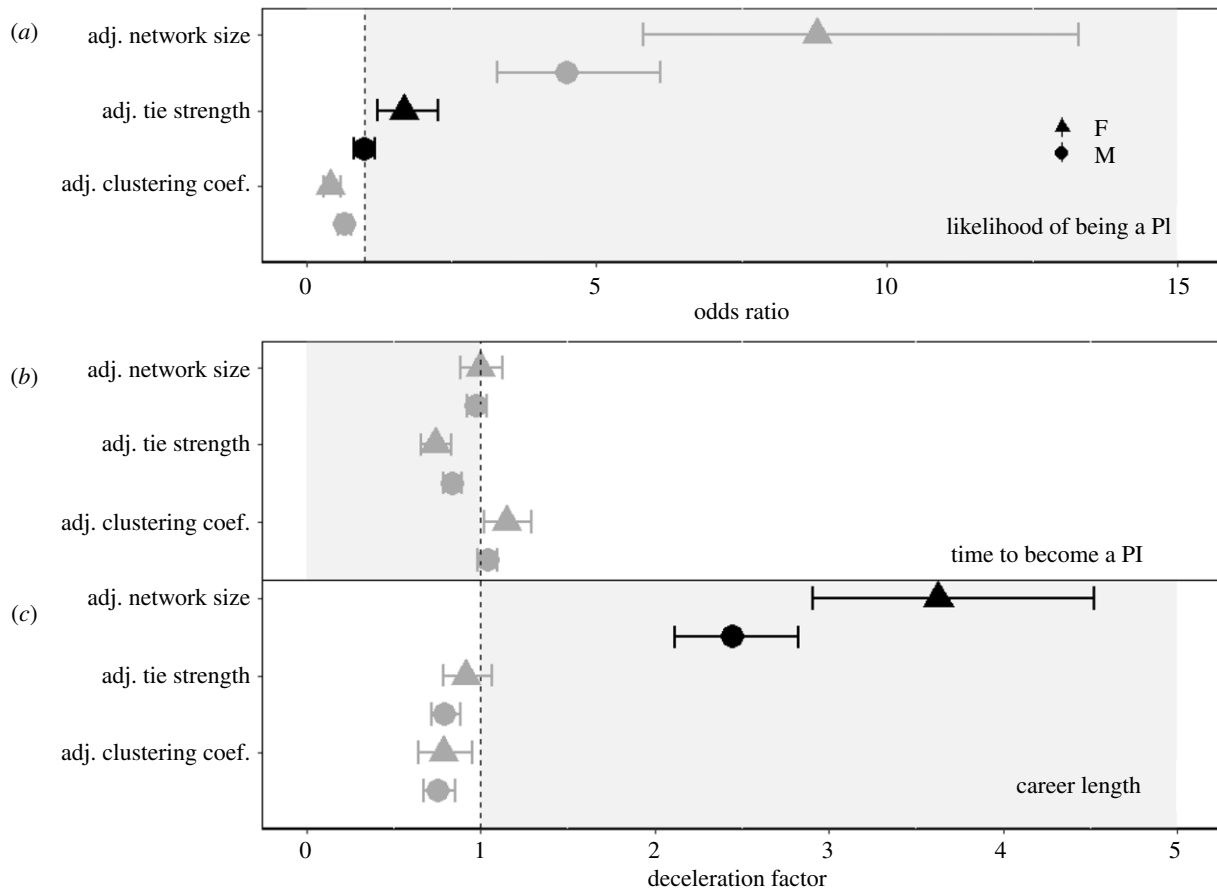 (a)
adj. network size
adj. tie strength
adj. clustering coef.
F
M
likelihood of being a Pl
0 5 10 15
odds ratio
(b)
adj. network size
adj. tie strength
adj. clustering coef.
time to become a PI
(c)
adj. network size
adj. tie strength
adj. clustering coef.
career length
0 1 2 3 4 5
deceleration factor